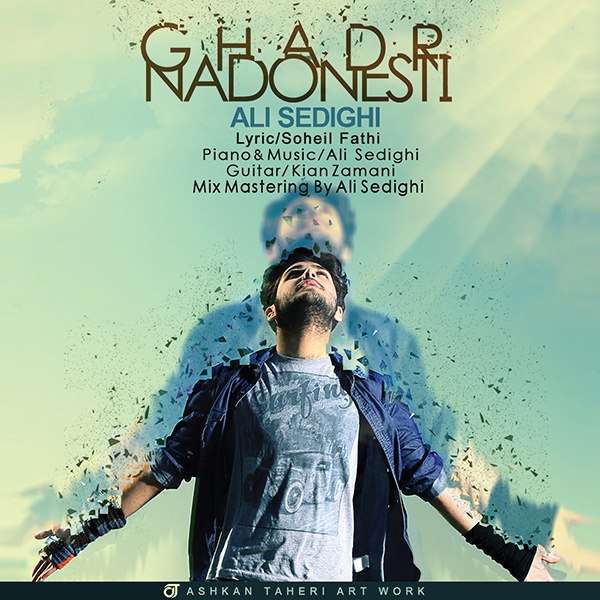 GHADR
NADONESTI
ALI SEDIGHI
Lyric/Soheil Fathi
Piano & Music/Ali Sedighi
Guitar/Kian Zamani
Mix Mastering By Ali Sedighi
Surfing
ASHKAN TAHERI ART WORK